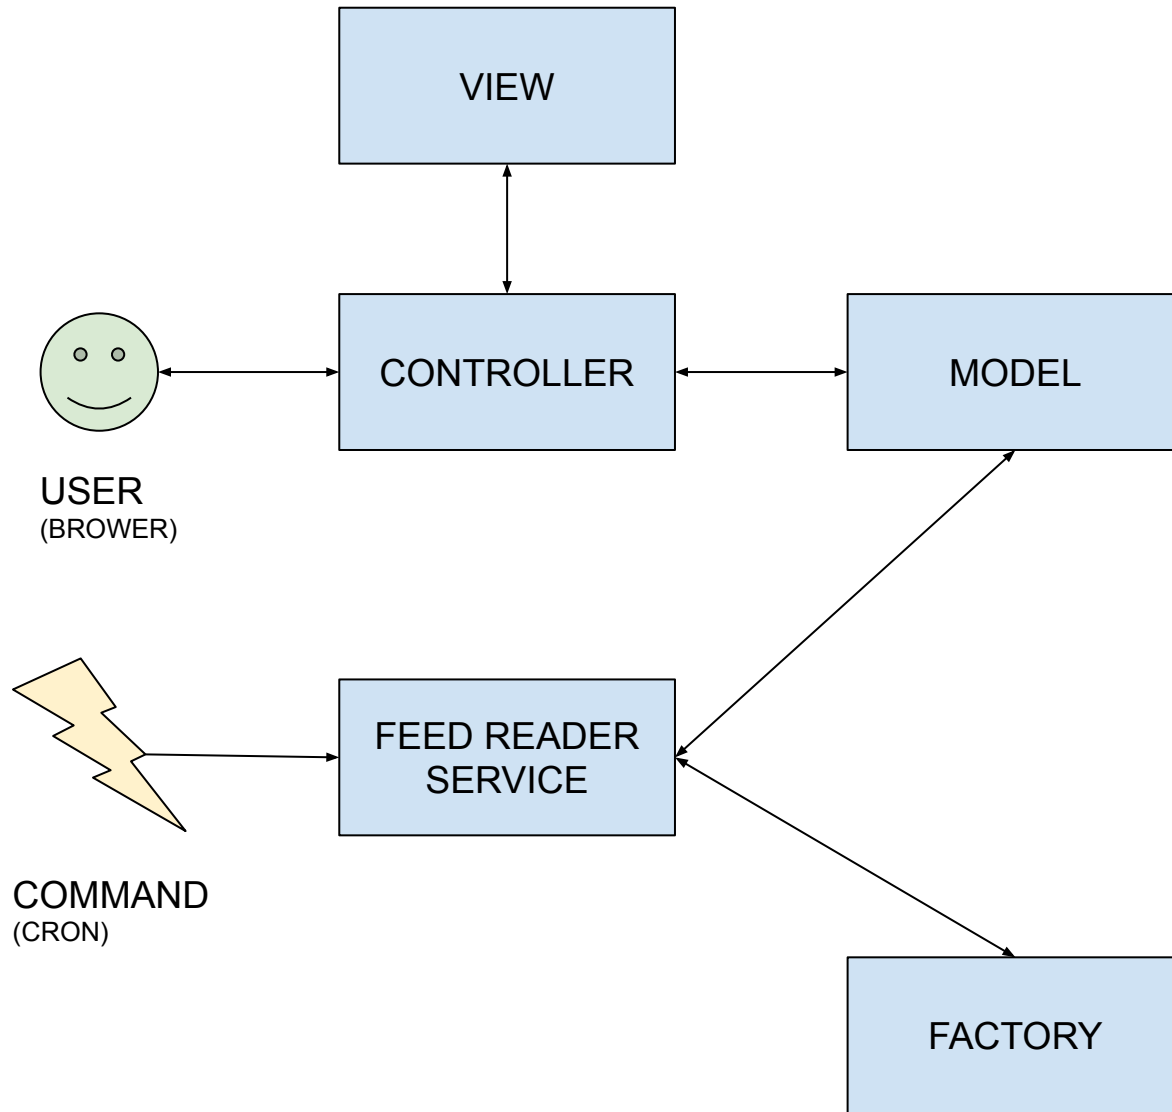 VIEW
CONTROLLER
MODEL
USER
(BROWER)
FEED READER
SERVICE
COMMAND
(CRON)
FACTORY